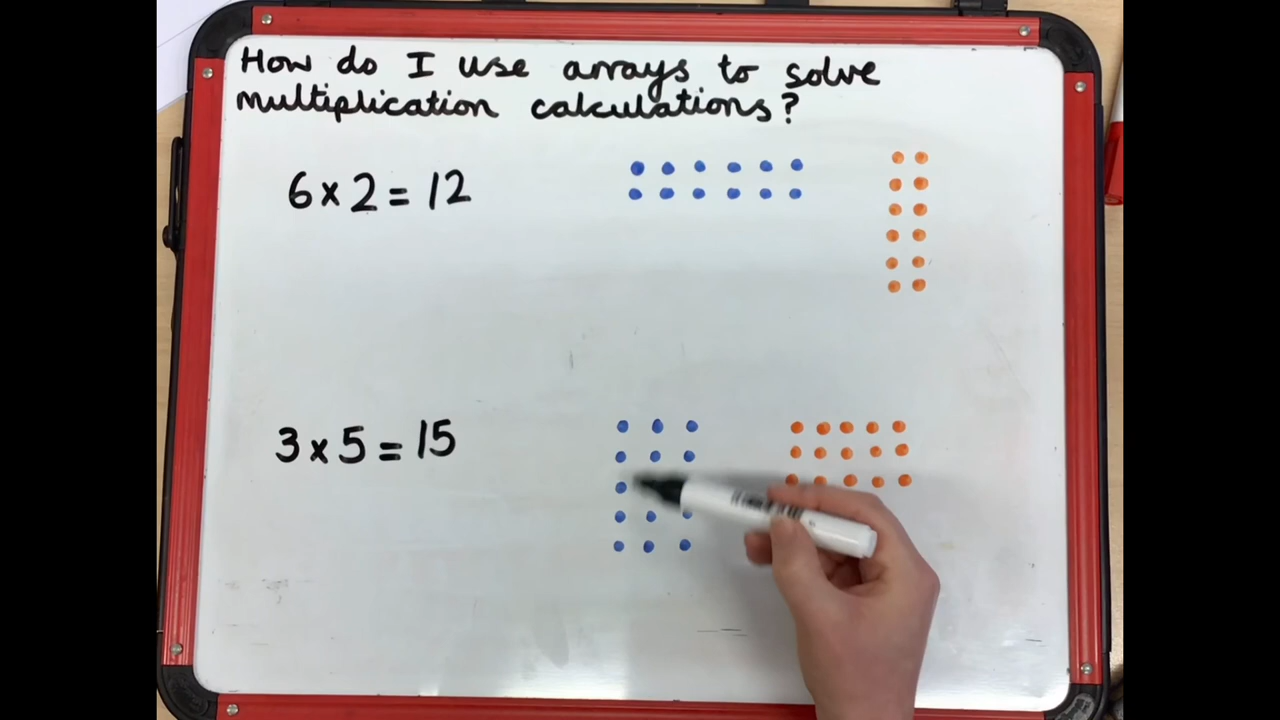 How do I use arrays to solve
multiplication calculations?
6 × 2 = 12
3 × 5 = 15